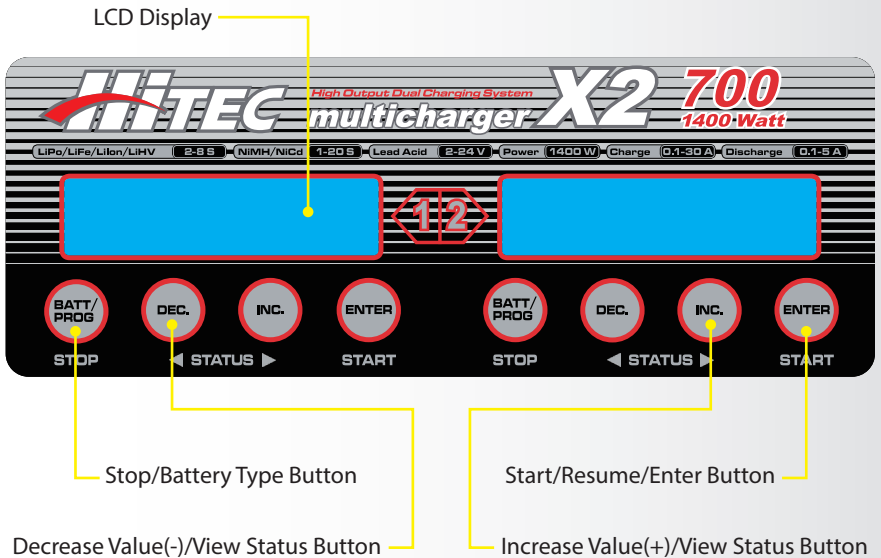 LCD Display
HiTEC High Output Dual Charging System multicharger X2 700 1400 Watt
LiPo/LiFe/LiIon/LiHV 2-8 S NiMH/NiCd 1-20 S Lead Acid 2-24 V Power 1400 W Charge 0.1-30 A Discharge 0.1-5 A
1 2
BATT/PROG DEC. INC. ENTER BATT/PROG DEC. INC. ENTER
STOP ◀ STATUS ▶ START STOP ◀ STATUS ▶ START
Stop/Battery Type Button Start/Resume/Enter Button
Decrease Value(-)/View Status Button Increase Value(+)/View Status Button